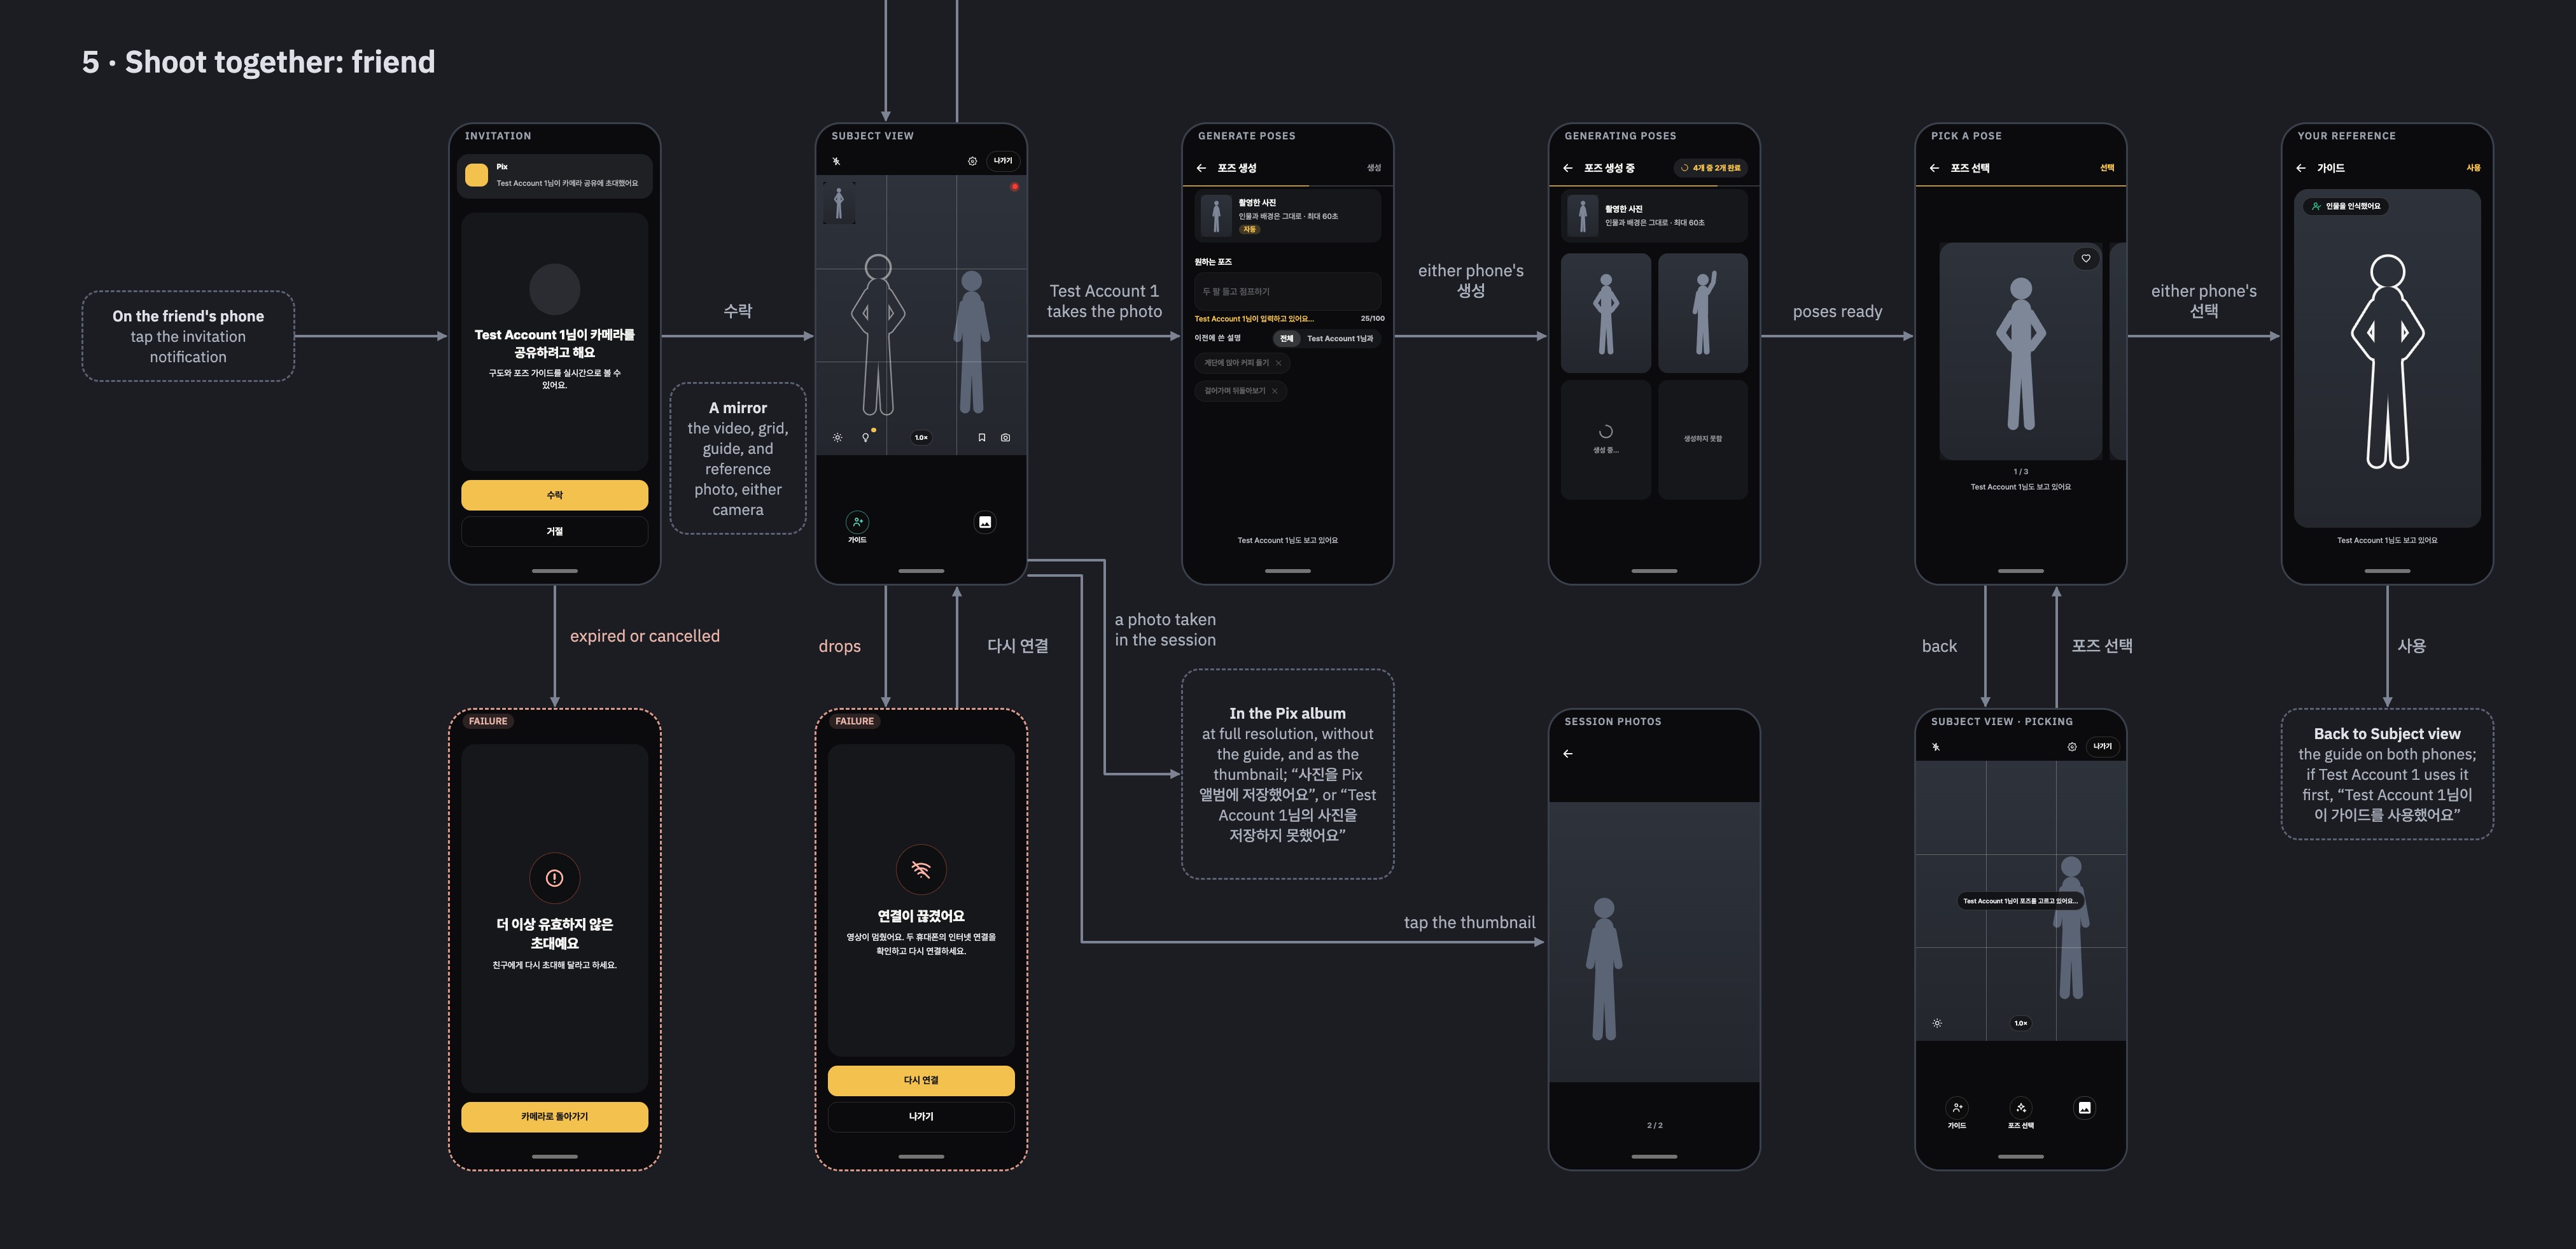 5 · Shoot together: friend
On the friend's phone
tap the invitation
notification
INVITATION
Pix
Test Account 1님이 카메라 공유에 초대했어요
Test Account 1님이 카메라를
공유하려고 해요
구도와 포즈 가이드를 실시간으로 볼 수
있어요.
수락
거절
수락
A mirror
the video, grid,
guide, and
reference
photo, either
camera
SUBJECT VIEW
나가기
1.0×
가이드
Test Account 1
takes the photo
GENERATE POSES
포즈 생성
생성
촬영한 사진
인물과 배경은 그대로 · 최대 60초
자동
원하는 포즈
두 팔 들고 점프하기
Test Account 1님이 입력하고 있어요...
25/100
이전에 쓴 설명
전체
Test Account 1님과
계단에 앉아 커피 들기
걸어가며 뒤돌아보기
Test Account 1님도 보고 있어요
either phone's
생성
GENERATING POSES
포즈 생성 중
4개 중 2개 완료
촬영한 사진
인물과 배경은 그대로 · 최대 60초
생성 중...
생성하지 못함
poses ready
PICK A POSE
포즈 선택
선택
1 / 3
Test Account 1님도 보고 있어요
either phone's
선택
YOUR REFERENCE
가이드
사용
인물을 인식했어요
Test Account 1님도 보고 있어요
expired or cancelled
drops
다시 연결
a photo taken
in the session
back
포즈 선택
사용
FAILURE
더 이상 유효하지 않은
초대예요
친구에게 다시 초대해 달라고 하세요.
카메라로 돌아가기
FAILURE
연결이 끊겼어요
영상이 멈췄어요. 두 휴대폰의 인터넷 연결을
확인하고 다시 연결하세요.
다시 연결
나가기
In the Pix album
at full resolution, without
the guide, and as the
thumbnail; “사진을 Pix
앨범에 저장했어요”, or “Test
Account 1님의 사진을
저장하지 못했어요”
tap the thumbnail
SESSION PHOTOS
2 / 2
SUBJECT VIEW · PICKING
나가기
Test Account 1님이 포즈를 고르고 있어요...
1.0×
가이드
포즈 선택
Back to Subject view
the guide on both phones;
if Test Account 1 uses it
first, “Test Account 1님이
이 가이드를 사용했어요”